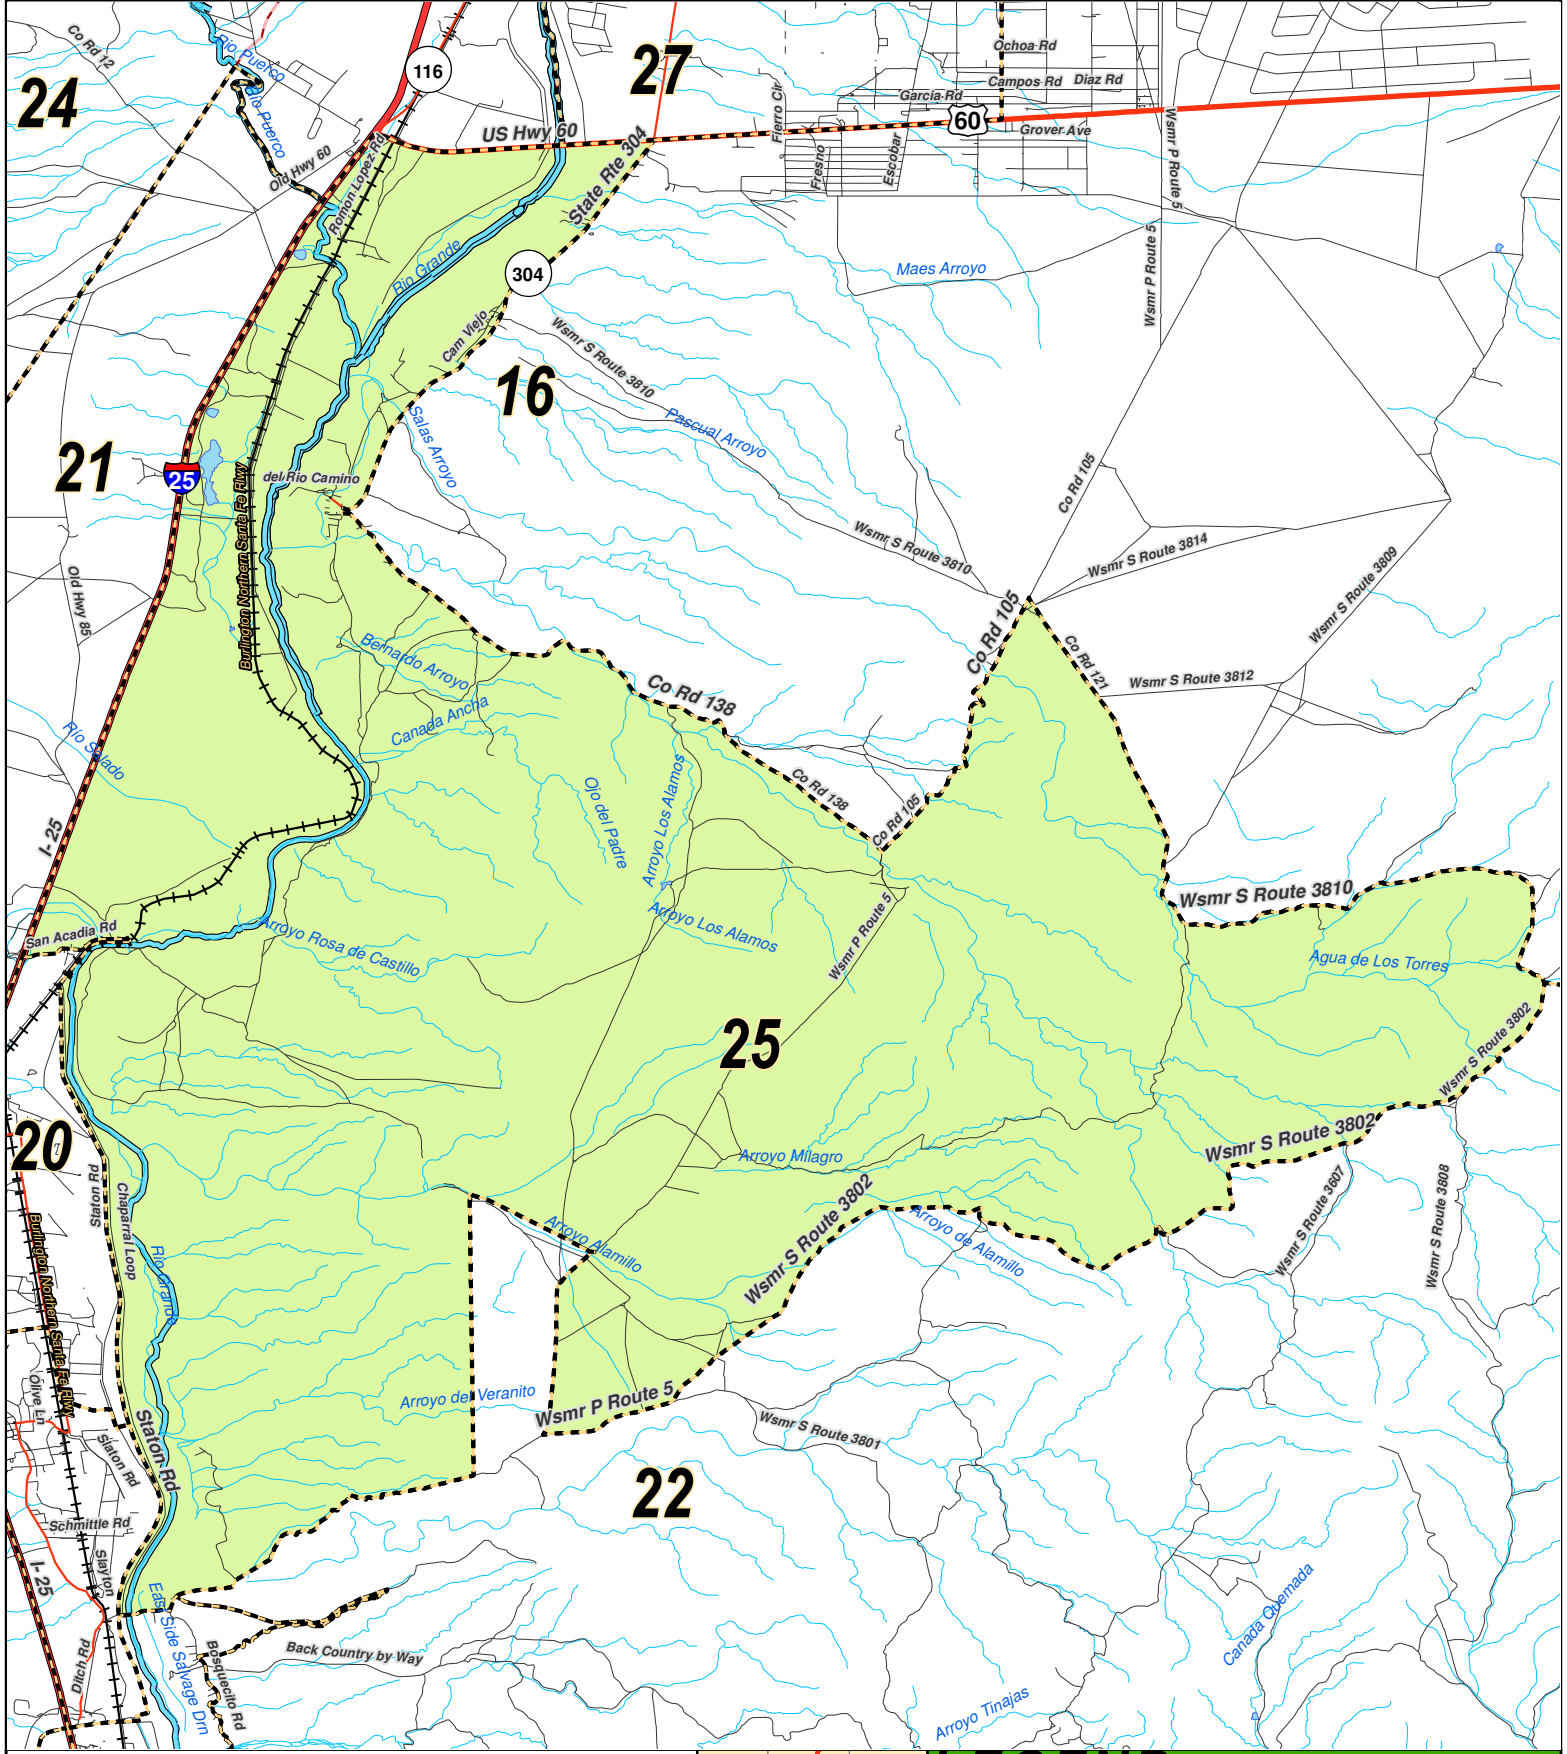 Co Rd 12
Rio Puerco
24
116
27
Ochoa Rd
Campos Rd
Diaz Rd
Garcia Rd
Fierro Cir
60
Grover Ave
US Hwy 60
Rio Puerco
Old Hwy 60
Romon Lopez Rd
State Rte 304
Fresno
Escobar
Wsmr P Route 5
Rio Grande
304
Maes Arroyo
Wsmr P Route 5
Cam Viejo
Wsmr S Route 3810
16
Salas Arroyo
Pascual Arroyo
21
25
del Rio Camino
Co Rd 105
Burlington Northern Santa Fe Rlwy
Wsmr S Route 3810
Wsmr S Route 3814
Wsmr S Route 3809
Old Hwy 85
Co Rd 105
Bernardo Arroyo
Co Rd 121
Wsmr S Route 3812
Co Rd 138
Canada Ancha
Rio Salado
Ojo del Padre
Arroyo Los Alamos
Co Rd 138
Co Rd 105
I- 25
Wsmr S Route 3810
San Acadia Rd
Arroyo Rosa de Castillo
Arroyo Los Alamos
Wsmr P Route 5
Agua de Los Torres
25
Wsmr S Route 3802
20
Wsmr S Route 3802
Arroyo Milagro
Staton Rd
Chaparral Loop
Rio Grande
Burlington Northern Santa Fe Rlwy
Arroyo Alamillo
Wsmr S Route 3802
Arroyo de Alamillo
Wsmr S Route 3607
Wsmr S Route 3808
Olive Ln
Arroyo del Veranito
Wsmr P Route 5
Wsmr S Route 3801
Staton Rd
Slaton Rd
22
Schmittle Rd
I- 25
Slayton
East Side Salvage Drn
Canada Quemada
Ditch Rd
Bosquecito Rd
Back Country by Way
Arroyo Tinajas
LEGEND